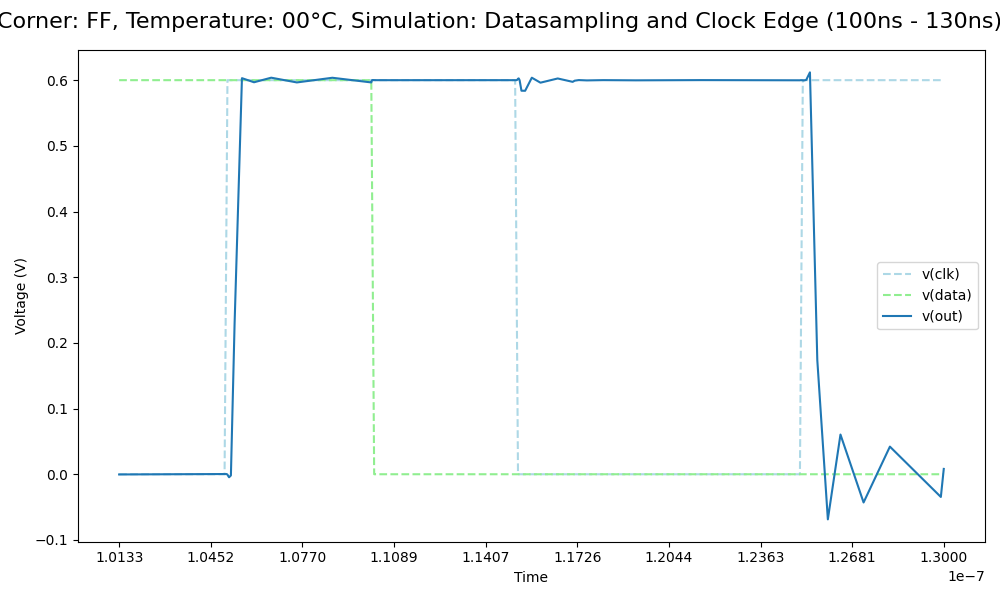 Corner: FF, Temperature: 00°C, Simulation: Datasampling and Clock Edge (100ns - 130ns)
0.6
0.5
0.4
0.3
0.2
0.1
0.0
−0.1
Voltage (V)
v(clk)
v(data)
v(out)
1.0133 1.0452 1.0770 1.1089 1.1407 1.1726 1.2044 1.2363 1.2681 1.3000
1e−7
Time